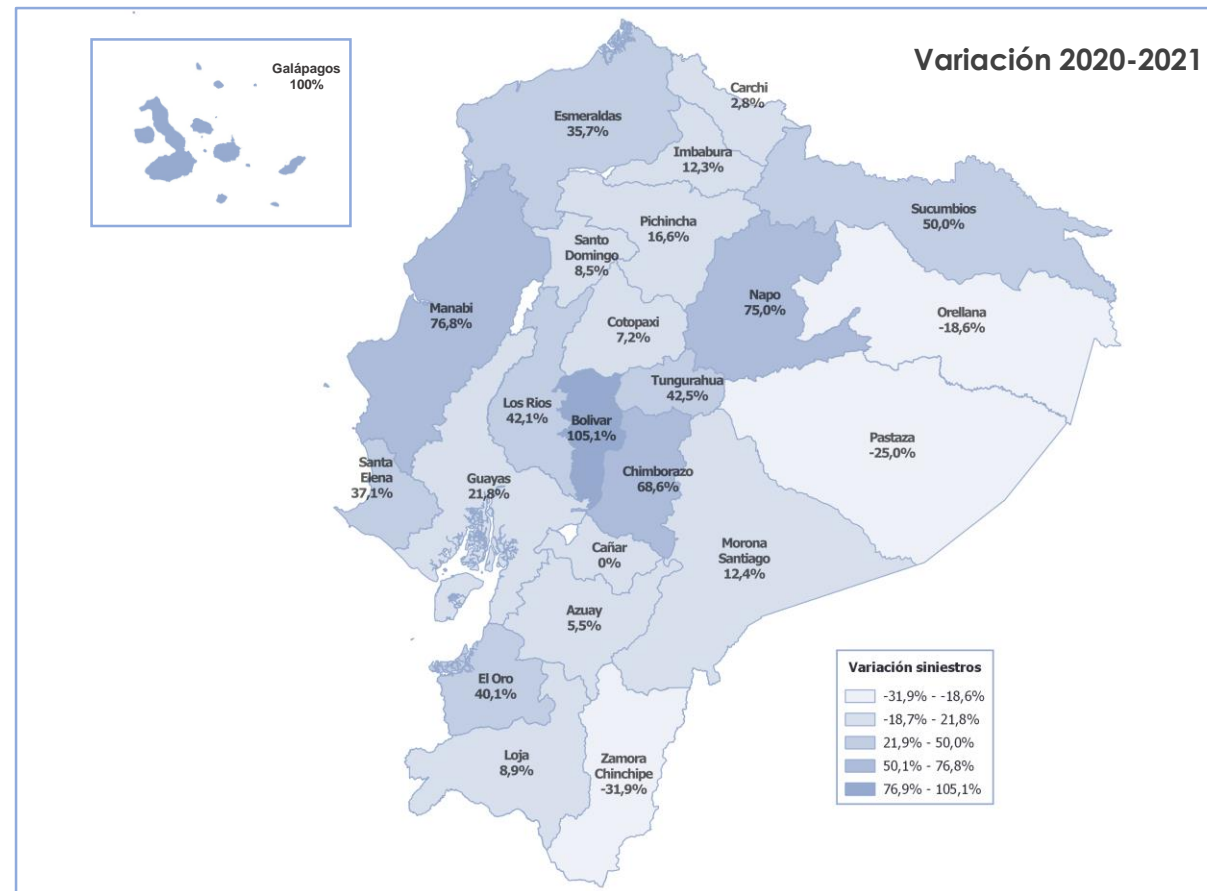 Variación 2020-2021
Galápagos
100%
Carchi
2,8%
Esmeraldas
35,7%
Imbabura
12,3%
Sucumbios
50,0%
Pichincha
16,6%
Santo
Domingo
8,5%
Manabi
76,8%
Napo
75,0%
Orellana
-18,6%
Cotopaxi
7,2%
Tungurahua
42,5%
Los Rios
42,1%
Bolivar
105,1%
Pastaza
-25,0%
Santa
Elena
37,1%
Guayas
21,8%
Chimborazo
68,6%
Cañar
0%
Morona
Santiago
12,4%
Azuay
5,5%
El Oro
40,1%
Loja
8,9%
Zamora
Chinchipe
-31,9%
Variación siniestros
-31,9% - -18,6%
-18,7% - 21,8%
21,9% - 50,0%
50,1% - 76,8%
76,9% - 105,1%